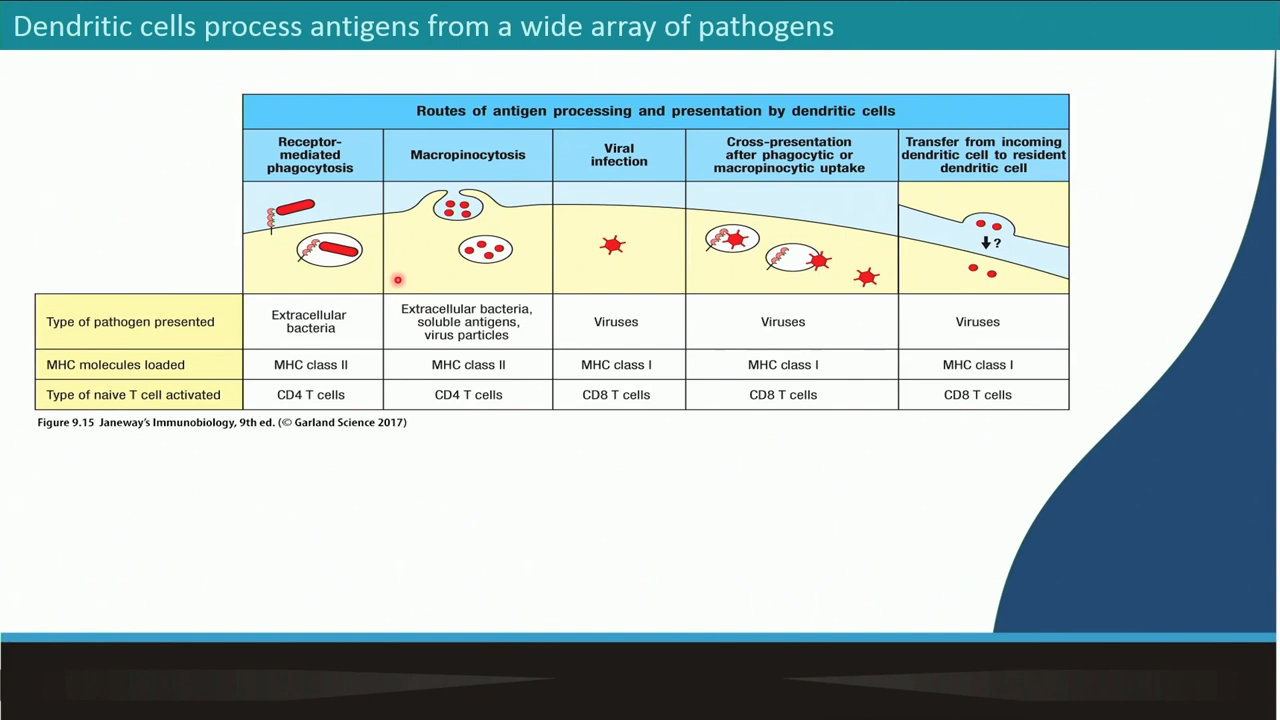 Dendritic cells process antigens from a wide array of pathogens
Routes of antigen processing and presentation by dendritic cells
Receptor-
mediated
phagocytosis
Macropinocytosis
Viral
infection
Cross-presentation
after phagocytic or
macropinocytic uptake
Transfer from incoming
dendritic cell to resident
dendritic cell
?
Type of pathogen presented
Extracellular
bacteria
Extracellular bacteria,
soluble antigens,
virus particles
Viruses
Viruses
Viruses
MHC molecules loaded
MHC class II
MHC class II
MHC class I
MHC class I
MHC class I
Type of naive T cell activated
CD4 T cells
CD4 T cells
CD8 T cells
CD8 T cells
CD8 T cells
Figure 9.15 Janeway's Immunobiology, 9th ed. (© Garland Science 2017)